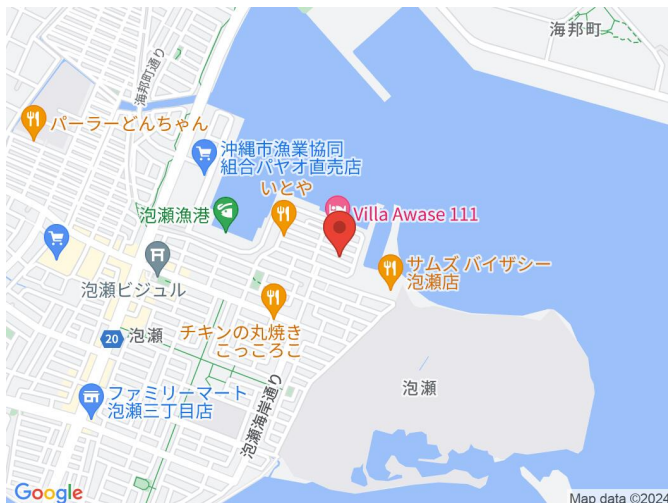 海邦町
海邦町通り
パーラーどんちゃん
沖縄市漁業協同
組合パヤオ直売店
いとや
Villa Awase 111
泡瀬漁港
サムズ バイザシー
泡瀬店
泡瀬ビジュル
チキンの丸焼き
こっころこ
20
泡瀬
泡瀬
ファミリーマート
泡瀬三丁目店
泡瀬海岸通り
Google
Map data ©2024